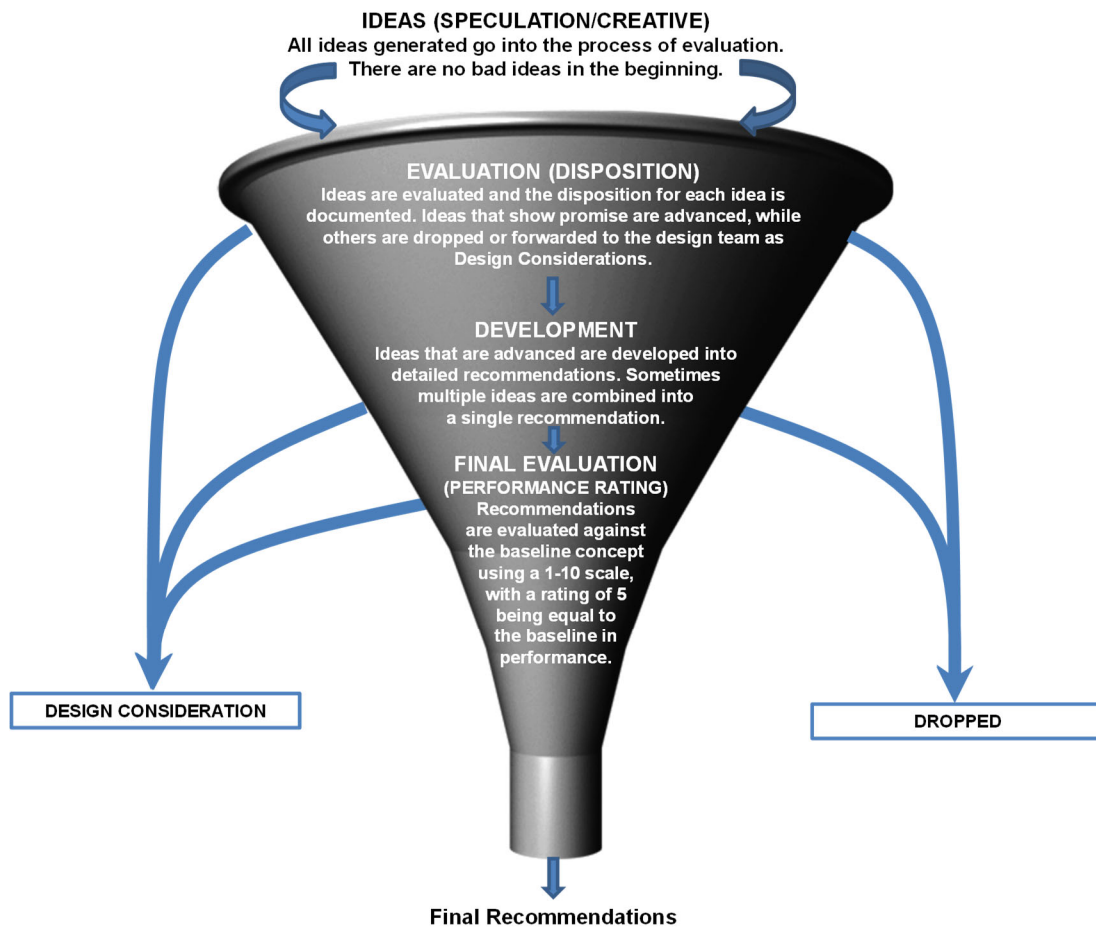 IDEAS (SPECULATION/CREATIVE)
All ideas generated go into the process of evaluation.
There are no bad ideas in the beginning.
EVALUATION (DISPOSITION)
Ideas are evaluated and the disposition for each idea is
documented. Ideas that show promise are advanced, while
others are dropped or forwarded to the design team as
Design Considerations.
DEVELOPMENT
Ideas that are advanced are developed into
detailed recommendations. Sometimes
multiple ideas are combined into
a single recommendation.
FINAL EVALUATION
(PERFORMANCE RATING)
Recommendations
are evaluated against
the baseline concept
using a 1-10 scale,
with a rating of 5
being equal to
the baseline in
performance.
DESIGN CONSIDERATION
DROPPED
Final Recommendations